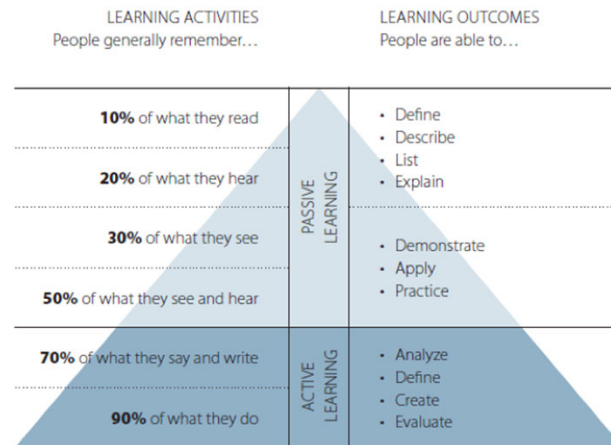 LEARNING ACTIVITIES
People generally remember…
LEARNING OUTCOMES
People are able to…
10% of what they read
20% of what they hear
30% of what they see
50% of what they see and hear
70% of what they say and write
90% of what they do
PASSIVE
LEARNING
ACTIVE
LEARNING
• Define
• Describe
• List
• Explain
• Demonstrate
• Apply
• Practice
• Analyze
• Define
• Create
• Evaluate